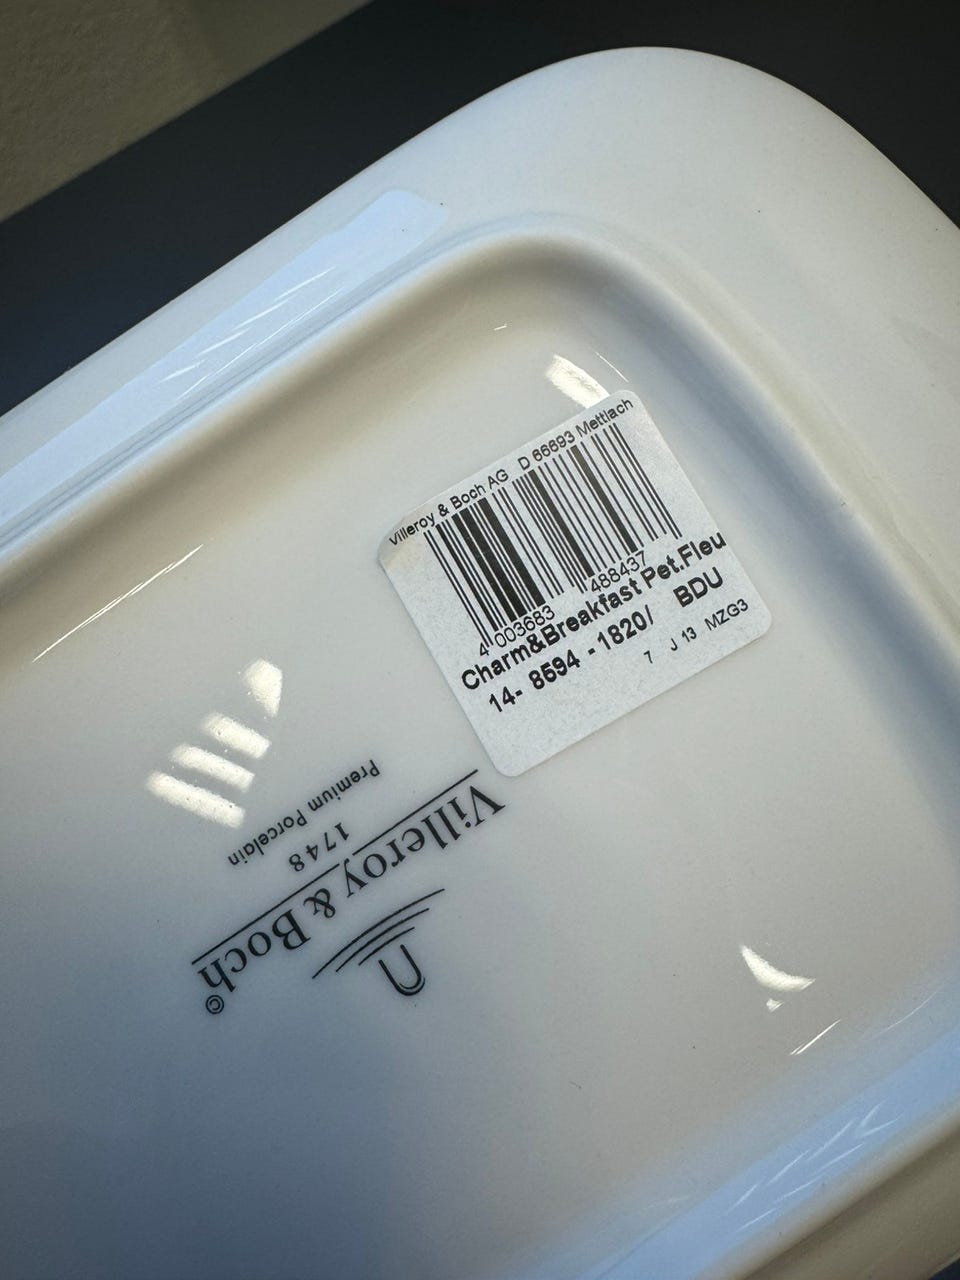 Villeroy & Boch AG D 66693 Mettlach
4 003683 488437
Charm&Breakfast Pet.Fleu
14- 8594 -1820/ BDU
7 J 13 MZG3
Villeroy & Boch©
1748
Premium Porcelain